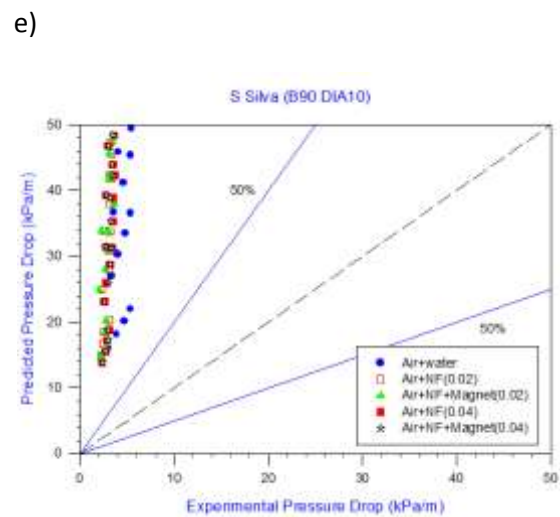 e)
S Silva (B90 DIA10)
50
40
30
20
10
0
Predicted Pressure Drop (kPa/m)
50%
50%
Air+water
Air+NF(0.02)
Air+NF+Magnet(0.02)
Air+NF(0.04)
Air+NF+Magnet(0.04)
0 10 20 30 40 50
Experimental Pressure Drop (kPa/m)